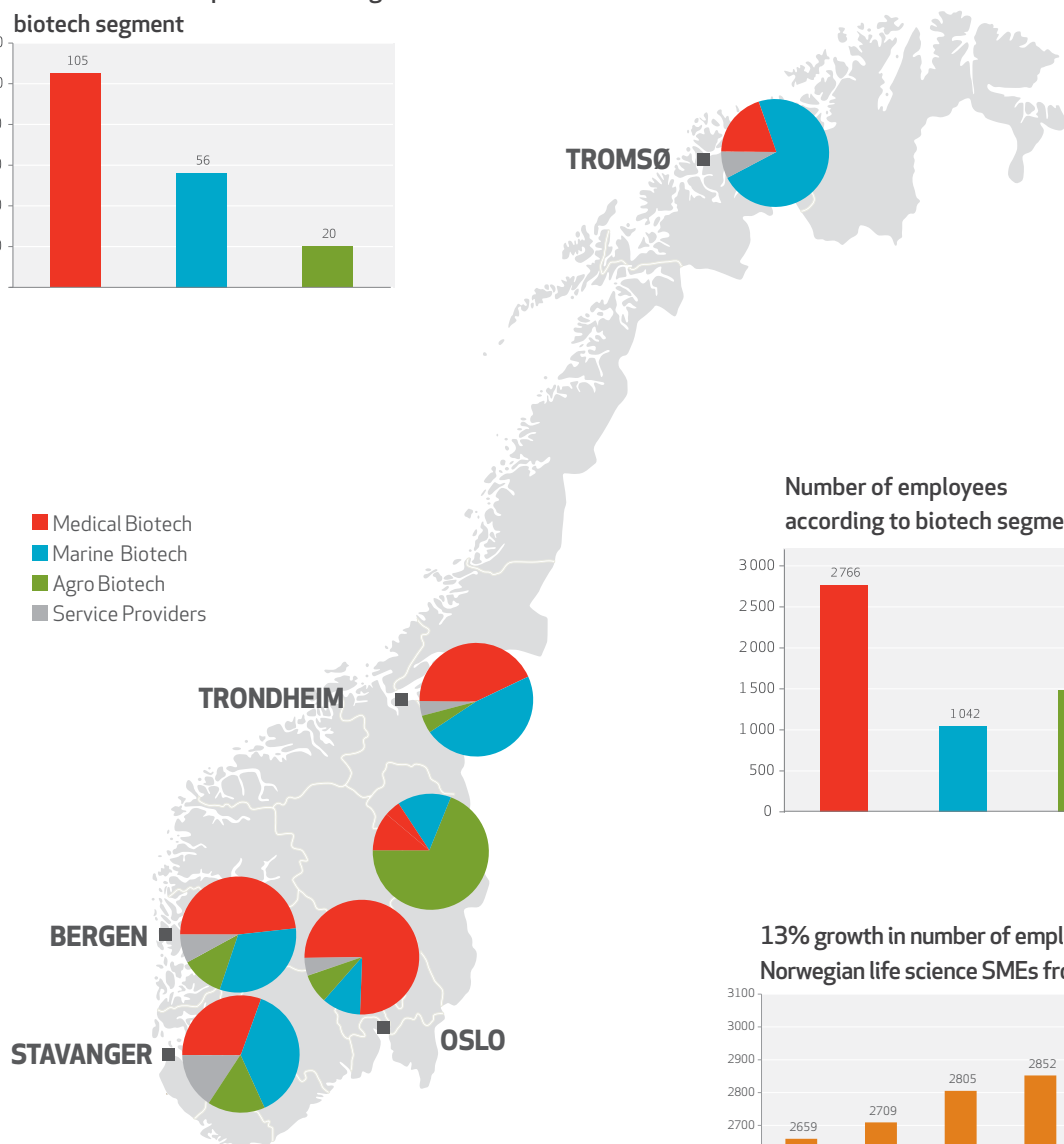 biotech segment
105
56
20
TROMSØ
Medical Biotech
Marine Biotech
Agro Biotech
Service Providers
TRONDHEIM
BERGEN
STAVANGER
OSLO
Number of employees
according to biotech
3 000
2 500
2 000
1 500
1 000
500
0
2 766
1 042
13% growth in number of
Norwegian life science SMEs
3100
3000
2900
2800
2700
2659
2709
2805
2852